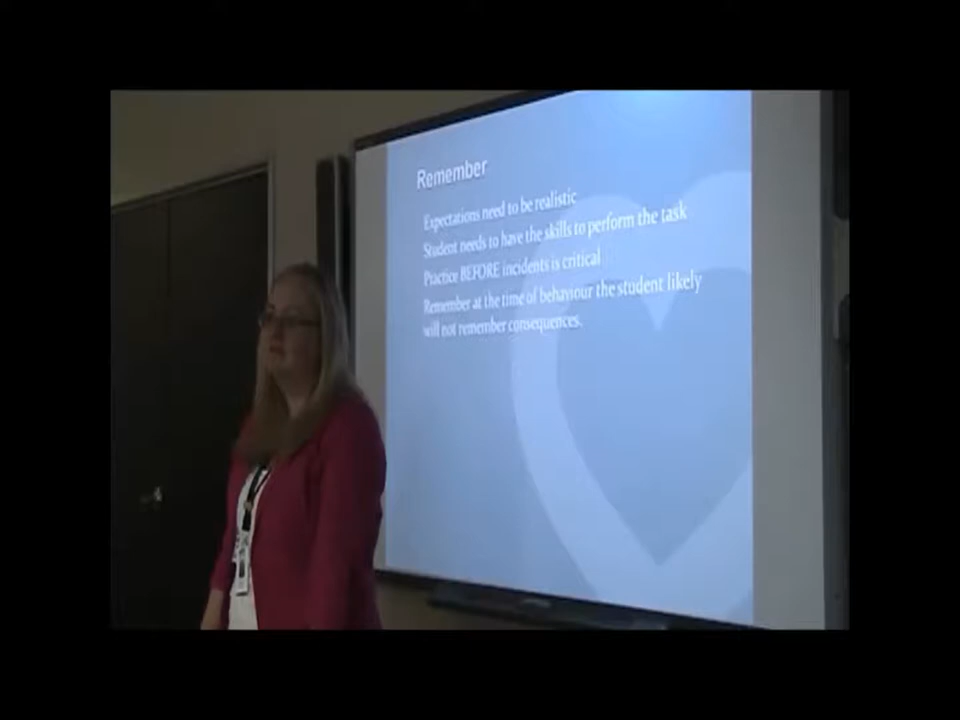 Remember
Expectations need to be realistic
Student needs to have the skills to perform the task
Practice BEFORE incidents is critical
Remember at the time of behaviour the student likely
will not remember consequences.